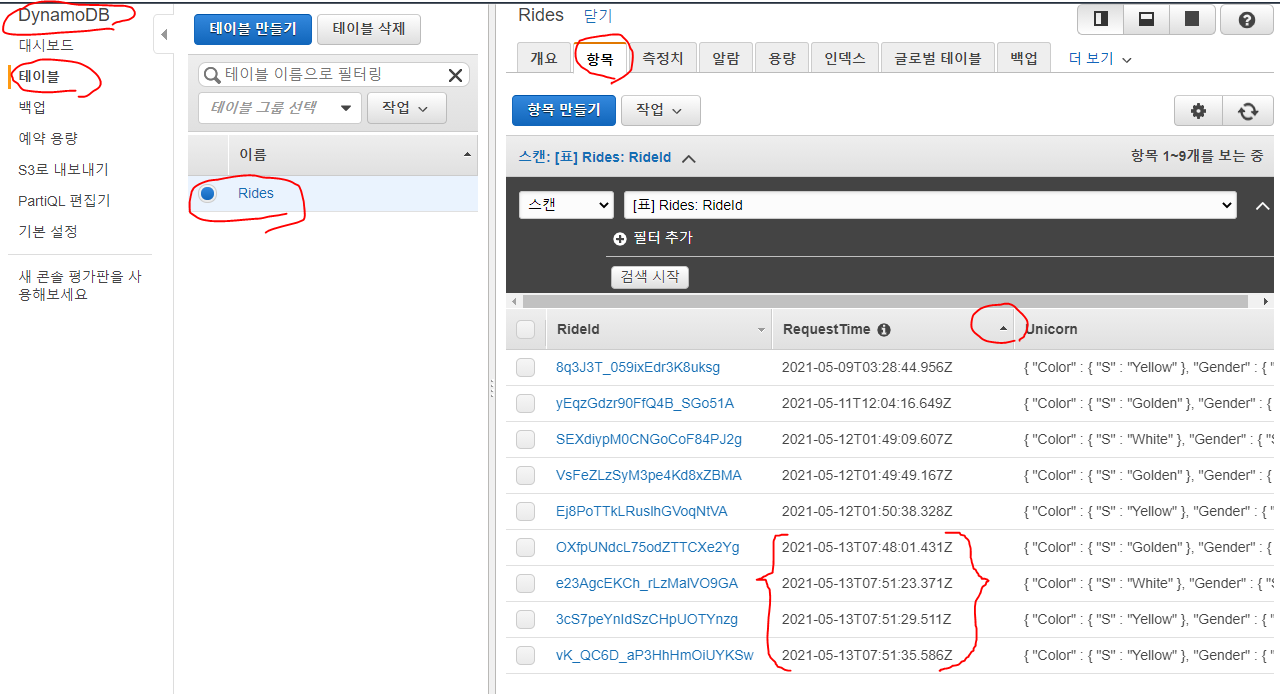 DynamoDB
대시보드
테이블
백업
예약 용량
S3로 내보내기
PartiQL 편집기
기본 설정
새 콘솔 평가판을 사
용해보세요
테이블 만들기
테이블 삭제
테이블 이름으로 필터링
테이블 그룹 선택
작업
이름
Rides
Rides 닫기
개요
항목
측정치
알람
용량
인덱스
글로벌 테이블
백업
더 보기
항목 만들기
작업
스캔: [표] Rides: RideId
항목 1~9개를 보는 중
스캔
[표] Rides: RideId
필터 추가
검색 시작
RideId RequestTime Unicorn
8q3J3T_059ixEdr3K8uksg 2021-05-09T03:28:44.956Z { "Color" : { "S" : "Yellow" }, "Gender" : { "
yEqzGdzr90FfQ4B_SGo51A 2021-05-11T12:04:16.649Z { "Color" : { "S" : "Golden" }, "Gender" : {
SEXdiypM0CNGoCoF84PJ2g 2021-05-12T01:49:09.607Z { "Color" : { "S" : "White" }, "Gender" : { "S
VsFeZLzSyM3pe4Kd8xZBMA 2021-05-12T01:49:49.167Z { "Color" : { "S" : "Golden" }, "Gender" : {
Ej8PoTTkLRuslhGVoqNtVA 2021-05-12T01:50:38.328Z { "Color" : { "S" : "Yellow" }, "Gender" : { "
OXfpUNdcL75odZTTCXe2Yg 2021-05-13T07:48:01.431Z { "Color" : { "S" : "Golden" }, "Gender" : {
e23AgcEKCh_rLzMalVO9GA 2021-05-13T07:51:23.371Z { "Color" : { "S" : "White" }, "Gender" : { "S
3cS7peYnIdSzCHpUOTYnzg 2021-05-13T07:51:29.511Z { "Color" : { "S" : "Yellow" }, "Gender" : { "
vK_QC6D_aP3HhHmOiUYKSw 2021-05-13T07:51:35.586Z { "Color" : { "S" : "Yellow" }, "Gender" : { "